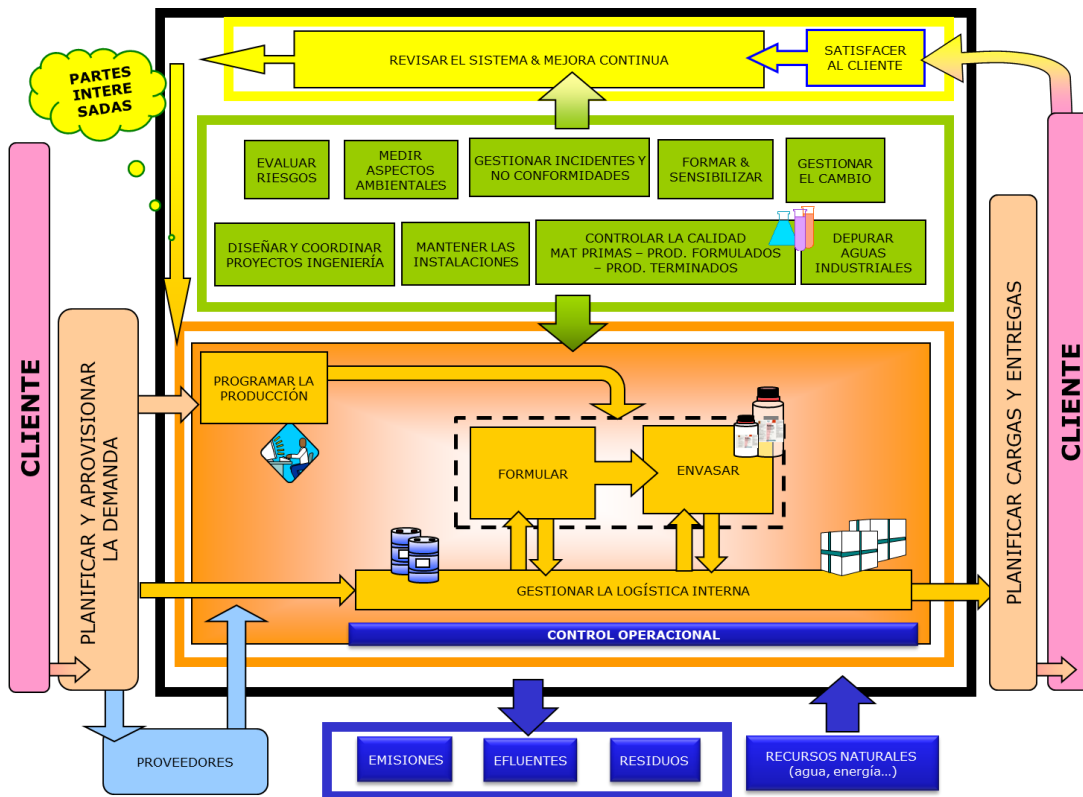 REVISAR EL SISTEMA & MEJORA CONTINUA
SATISFACER
AL CLIENTE
PARTES
INTERE
SADAS
EVALUAR
RIESGOS
MEDIR
ASPECTOS
AMBIENTALES
GESTIONAR INCIDENTES Y
NO CONFORMIDADES
FORMAR &
SENSIBILIZAR
GESTIONAR
EL CAMBIO
DISEÑAR Y COORDINAR
PROYECTOS INGENIERÍA
MANTENER LAS
INSTALACIONES
CONTROLAR LA CALIDAD
MAT PRIMAS – PROD. FORMULADOS
– PROD. TERMINADOS
DEPURAR
AGUAS
INDUSTRIALES
CLIENTE
PLANIFICAR Y APROVISIONAR
LA DEMANDA
PROGRAMAR LA
PRODUCCIÓN
FORMULAR
ENVASAR
GESTIONAR LA LOGÍSTICA INTERNA
CONTROL OPERACIONAL
PLANIFICAR CARGAS Y ENTREGAS
CLIENTE
PROVEEDORES
EMISIONES
EFLUENTES
RESIDUOS
RECURSOS NATURALES
(agua, energía...)